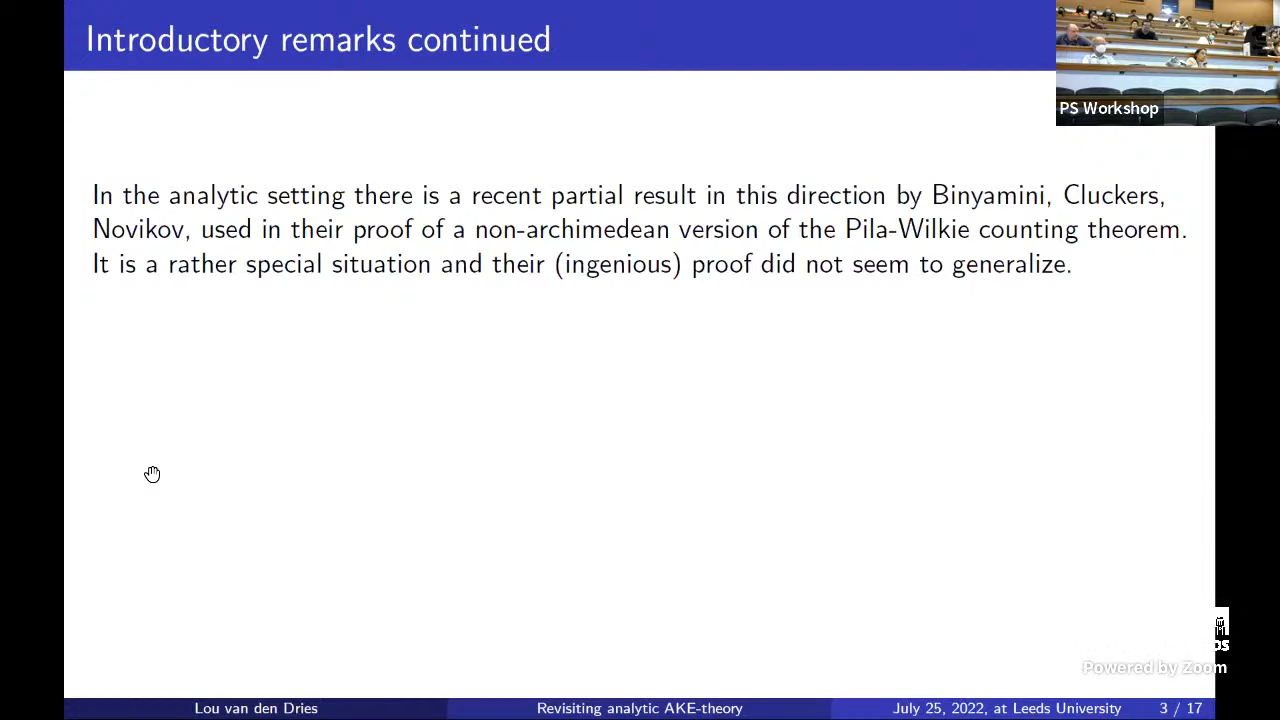 Introductory remarks continued
PS Workshop
In the analytic setting there is a recent partial result in this direction by Binyamini, Cluckers,
Novikov, used in their proof of a non-archimedean version of the Pila-Wilkie counting theorem.
It is a rather special situation and their (ingenious) proof did not seem to generalize.
Powered by Zoom
Lou van den Dries
Revisiting analytic AKE-theory
July 25, 2022, at Leeds University
3 / 17